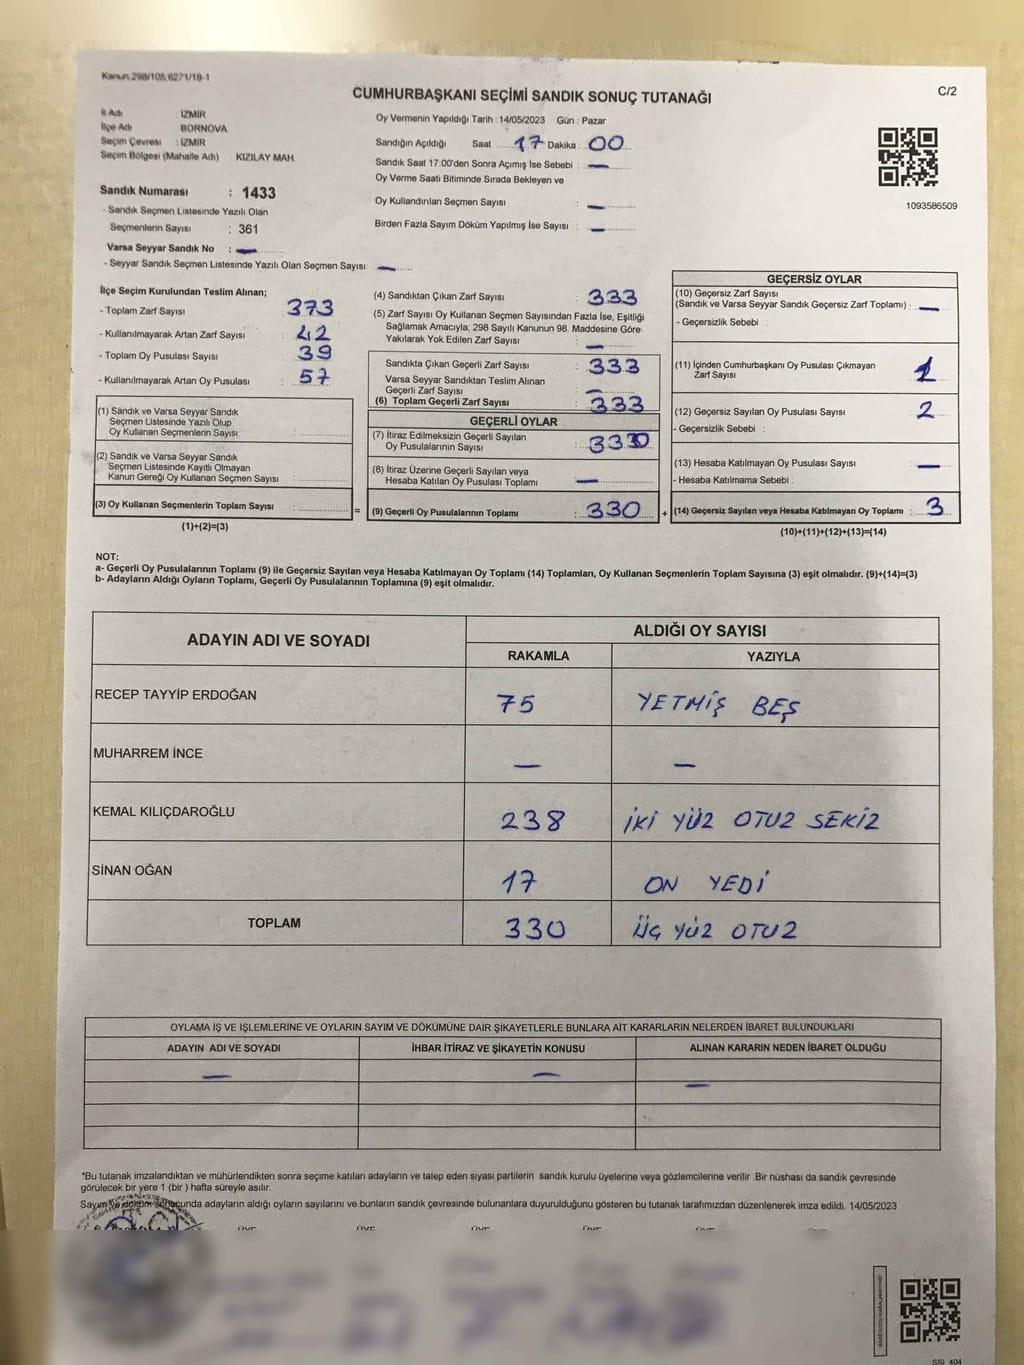 Kanun.298/105,6271/18-1
CUMHURBAŞKANI SEÇİMİ SANDIK SONUÇ TUTANAĞI
C/2
İl Adı : İZMİR
İlçe Adı BORNOVA
Seçim Çevresi : İZMİR
Seçim Bölgesi (Mahalle Adı) KIZILAY MAH.
Oy Vermenin Yapıldığı Tarih : 14/05/2023 Gün : Pazar
Sandığın Açıldığı Saat 17 Dakika : 00
Sandık Saat 17:00'den Sonra Açımış İse Sebebi : —
Oy Verme Saati Bitiminde Sırada Bekleyen ve
Oy Kullandırılan Seçmen Sayısı : —
Birden Fazla Sayım Döküm Yapılmış İse Sayısı : —
1093586509
Sandık Numarası : 1433
- Sandık Seçmen Listesinde Yazılı Olan
Seçmenlerin Sayısı : 361
Varsa Seyyar Sandık No : —
- Seyyar Sandık Seçmen Listesinde Yazılı Olan Seçmen Sayısı: —
İlçe Seçim Kurulundan Teslim Alınan;
- Toplam Zarf Sayısı : 373
- Kullanılmayarak Artan Zarf Sayısı : 42
- Toplam Oy Pusulası Sayısı : 39
- Kullanılmayarak Artan Oy Pusulası : 57
(1) Sandık ve Varsa Seyyar Sandık
Seçmen Listesinde Yazılı Olup
Oy Kullanan Seçmenlerin Sayısı :
(2) Sandık ve Varsa Seyyar Sandık
Seçmen Listesinde Kayıtlı Olmayan
Kanun Gereği Oy Kullanan Seçmen Sayısı :
(3) Oy Kullanan Seçmenlerin Toplam Sayısı : =
(1)+(2)=(3)
(4) Sandıktan Çıkan Zarf Sayısı : 333
(5) Zarf Sayısı Oy Kullanan Seçmen Sayısından Fazla İse, Eşitliği
Sağlamak Amacıyla; 298 Sayılı Kanunun 98. Maddesine Göre
Yakılarak Yok Edilen Zarf Sayısı : —
Sandıkta Çıkan Geçerli Zarf Sayısı : 333
Varsa Seyyar Sandıktan Teslim Alınan
Geçerli Zarf Sayısı : —
(6) Toplam Geçerli Zarf Sayısı : 333
GEÇERLİ OYLAR
(7) İtiraz Edilmeksizin Geçerli Sayılan
Oy Pusulalarının Sayısı : 330
(8) İtiraz Üzerine Geçerli Sayılan veya
Hesaba Katılan Oy Pusulası Toplamı : —
(9) Geçerli Oy Pusulalarının Toplamı : 330 +
GEÇERSİZ OYLAR
(10) Geçersiz Zarf Sayısı
(Sandık ve Varsa Seyyar Sandık Geçersiz Zarf Toplamı) : —
- Geçersizlik Sebebi :
(11) İçinden Cumhurbaşkanı Oy Pusulası Çıkmayan
Zarf Sayısı : 1
(12) Geçersiz Sayılan Oy Pusulası Sayısı : 2
- Geçersizlik Sebebi :
(13) Hesaba Katılmayan Oy Pusulası Sayısı : —
- Hesaba Katılmama Sebebi :
(14) Geçersiz Sayılan veya Hesaba Katılmayan Oy Toplamı : 3
(10)+(11)+(12)+(13)=(14)
NOT:
a- Geçerli Oy Pusulalarının Toplamı (9) ile Geçersiz Sayılan veya Hesaba Katılmayan Oy Toplamı (14) Toplamları, Oy Kullanan Seçmenlerin Toplam Sayısına (3) eşit olmalıdır. (9)+(14)=(3)
b- Adayların Aldığı Oyların Toplamı, Geçerli Oy Pusulalarının Toplamına (9) eşit olmalıdır.
ADAYIN ADI VE SOYADI
ALDIĞI OY SAYISI
RAKAMLA YAZIYLA
RECEP TAYYİP ERDOĞAN 75 YETMİŞ BEŞ
MUHARREM İNCE — —
KEMAL KILIÇDAROĞLU 238 İKİ YÜZ OTUZ SEKİZ
SİNAN OĞAN 17 ON YEDİ
TOPLAM 330 ÜÇ YÜZ OTUZ
OYLAMA İŞ VE İŞLEMLERİNE VE OYLARIN SAYIM VE DÖKÜMÜNE DAİR ŞİKAYETLERLE BUNLARA AİT KARARLARIN NELERDEN İBARET BULUNDUKLARI
ADAYIN ADI VE SOYADI İHBAR İTİRAZ VE ŞİKAYETİN KONUSU ALINAN KARARIN NEDEN İBARET OLDUĞU
— — —
*Bu tutanak imzalandıktan ve mühürlendikten sonra seçime katılan adayların ve talep eden siyasi partilerin sandık kurulu üyelerine veya gözlemcilerine verilir .Bir nüshası da sandık çevresinde
görülecek bir yere 1 (bir ) hafta süreyle asılır.
Sayım ve döküm sonucunda adayların aldığı oyların sayılarını ve bunların sandık çevresinde bulunanlara duyurulduğunu gösteren bu tutanak tarafımızdan düzenlenerek imza edildi. 14/05/2023